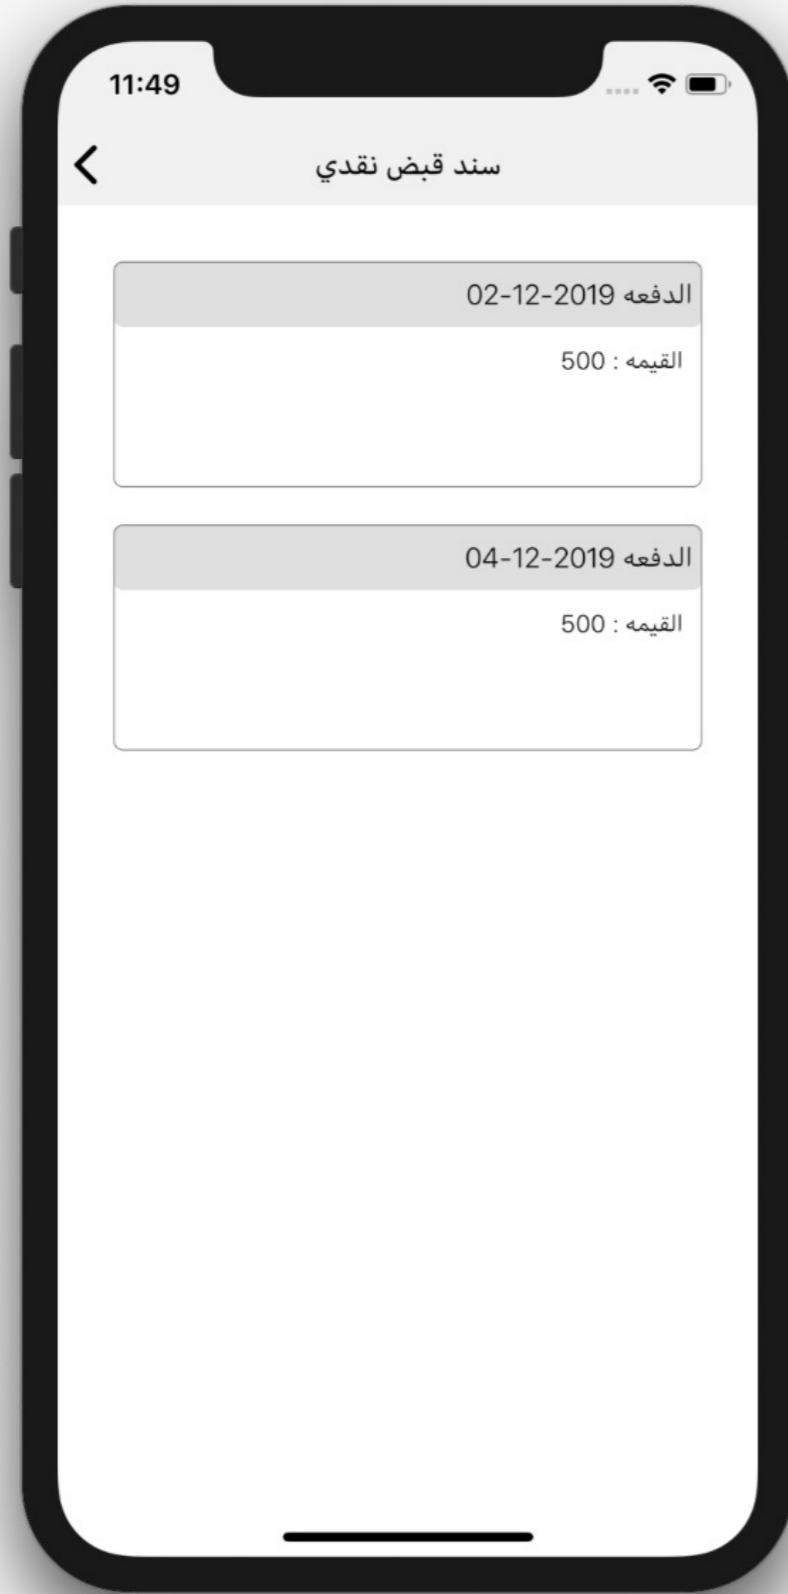 11:49
سند قبض نقدي
الدفعه 2019-12-02
القيمه : 500
الدفعه 2019-12-04
القيمه : 500